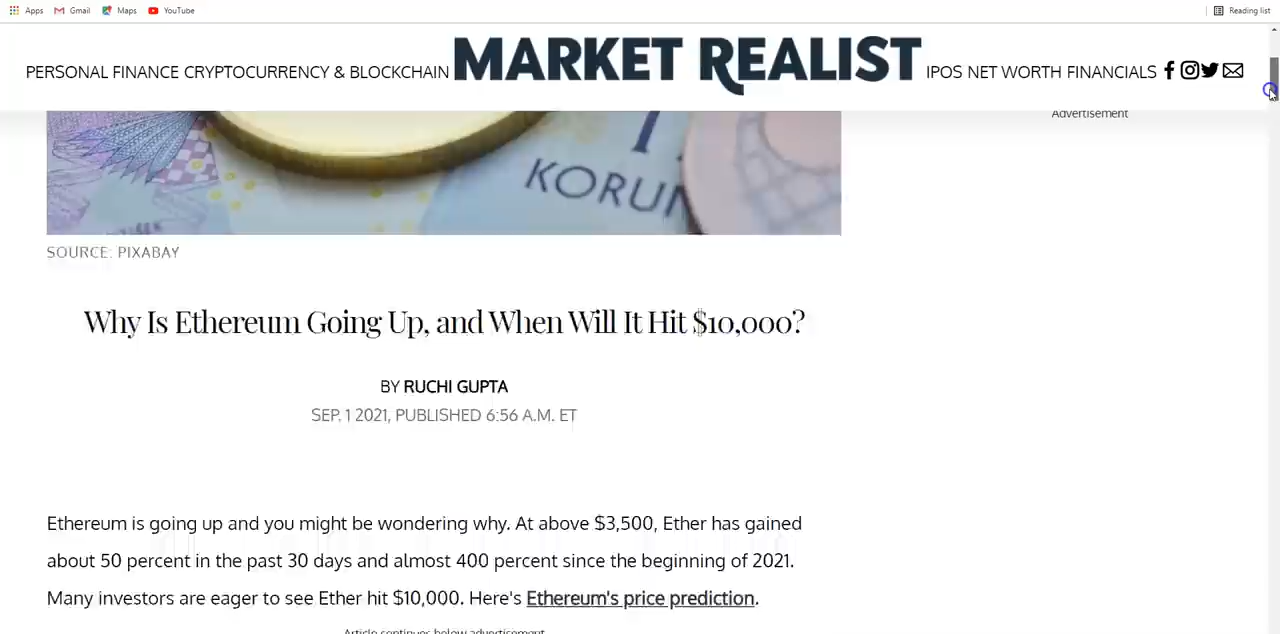 Apps Gmail Maps YouTube Reading list
PERSONAL FINANCE CRYPTOCURRENCY & BLOCKCHAIN MARKET REALIST IPOS NET WORTH FINANCIALS
Advertisement
KORUN
SOURCE: PIXABAY
Why Is Ethereum Going Up, and When Will It Hit $10,000?
BY RUCHI GUPTA
SEP. 1 2021, PUBLISHED 6:56 A.M. ET
Ethereum is going up and you might be wondering why. At above $3,500, Ether has gained
about 50 percent in the past 30 days and almost 400 percent since the beginning of 2021.
Many investors are eager to see Ether hit $10,000. Here's Ethereum's price prediction.
Article continues below advertisement